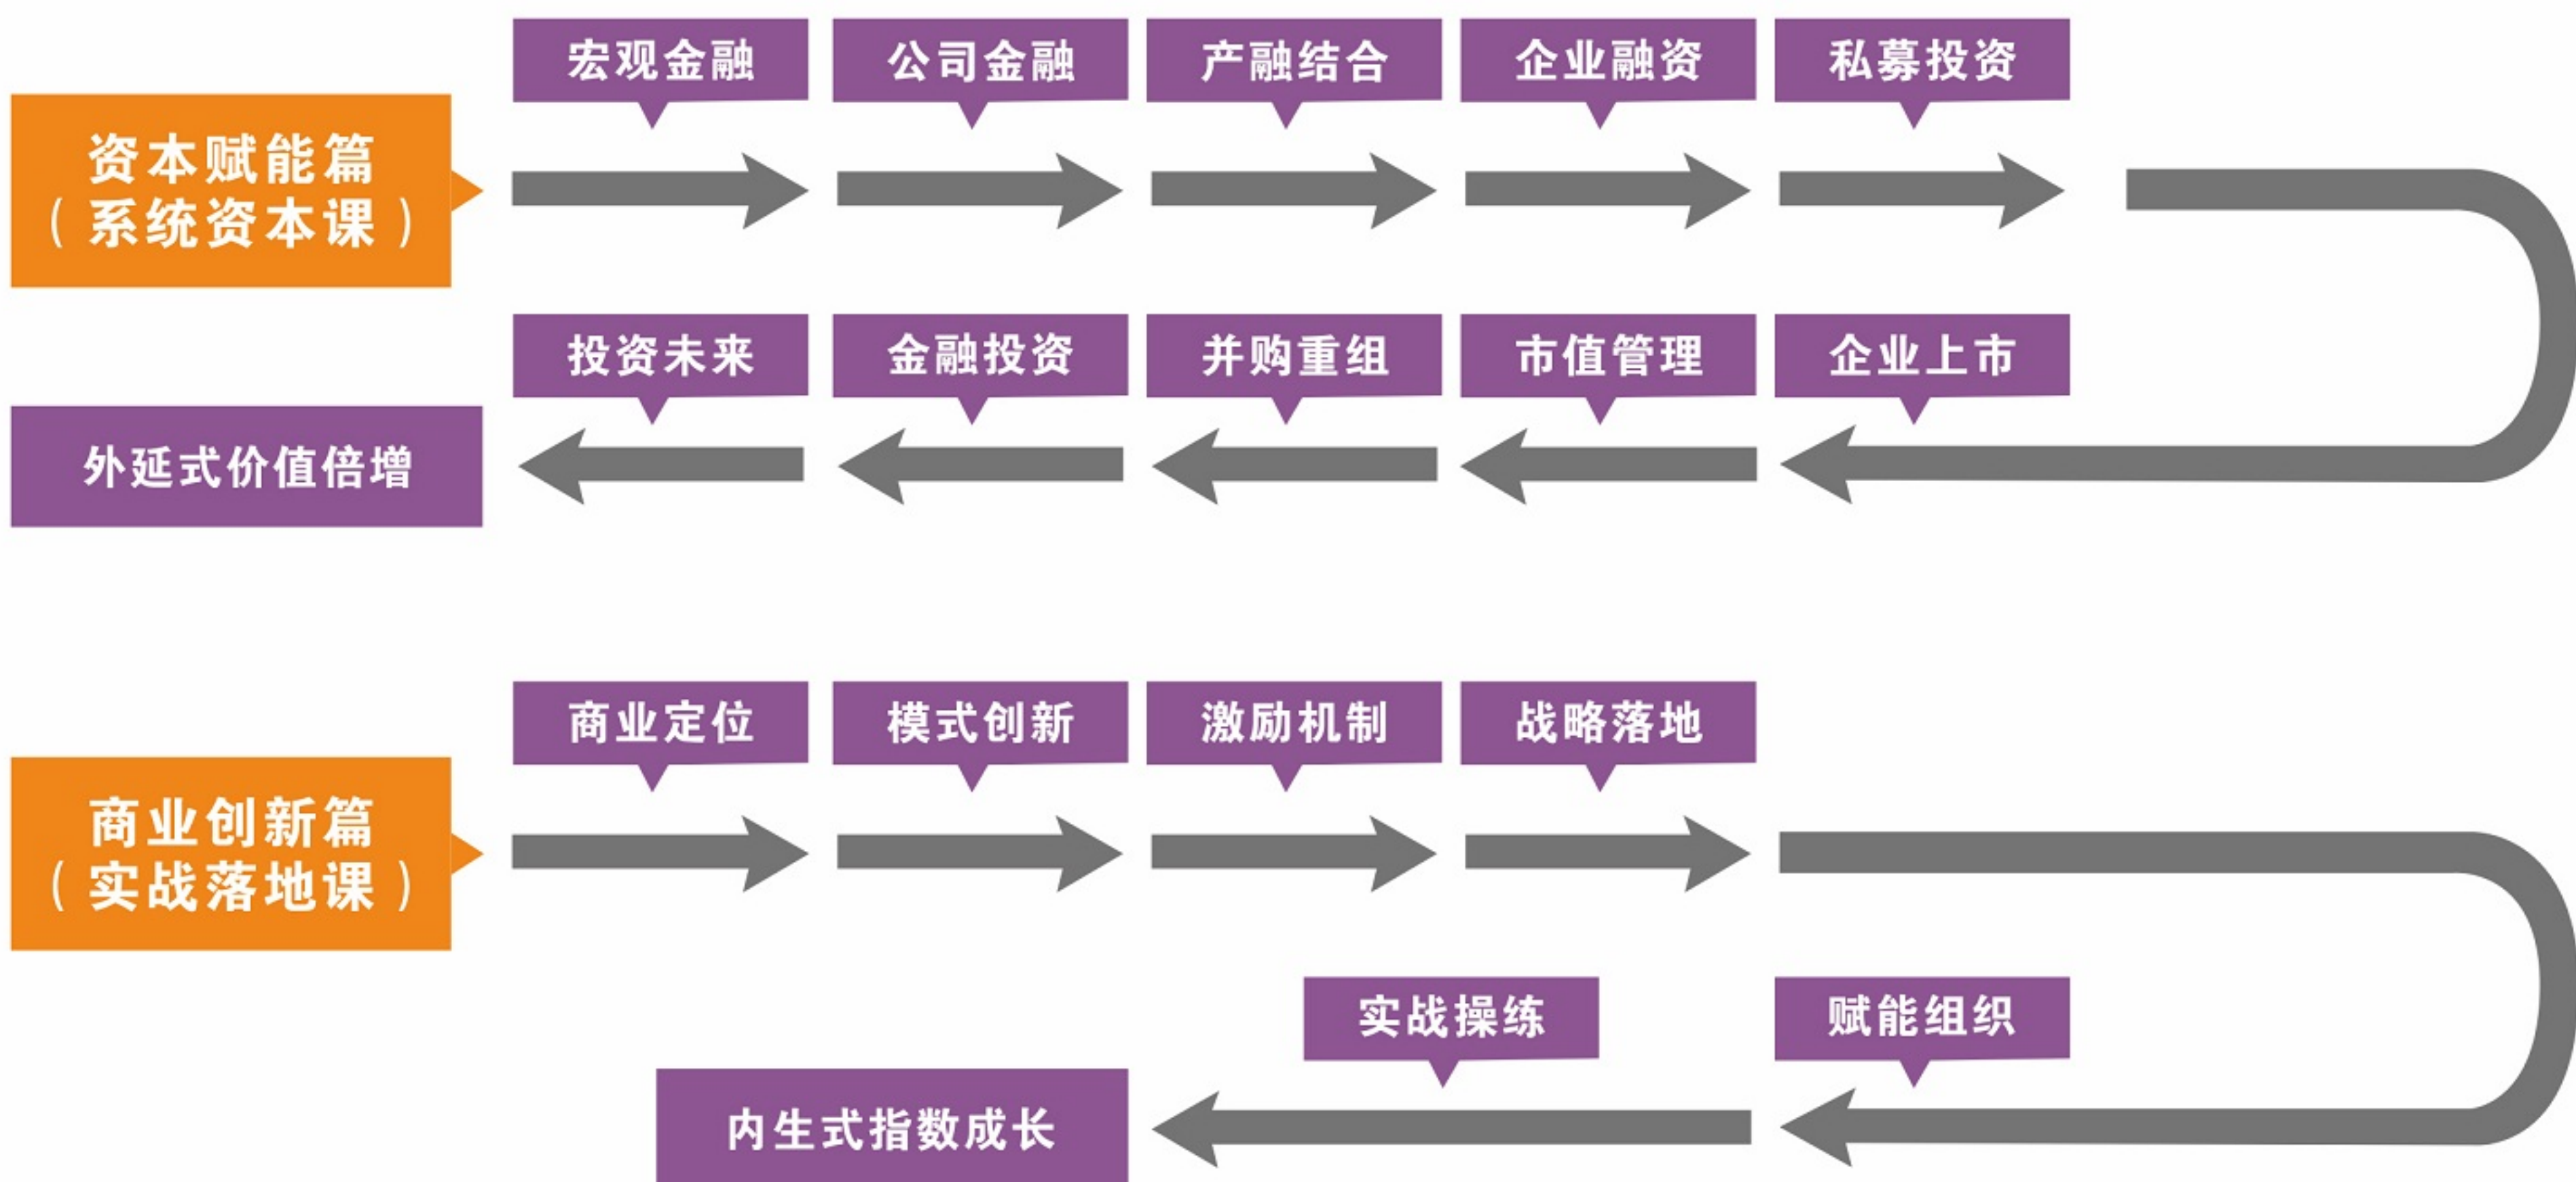 宏观金融
公司金融
产融结合
企业融资
私募投资
资本赋能篇
（系统资本课）
投资未来
金融投资
并购重组
市值管理
企业上市
外延式价值倍增
商业定位
模式创新
激励机制
战略落地
商业创新篇
（实战落地课）
实战操练
赋能组织
内生式指数成长